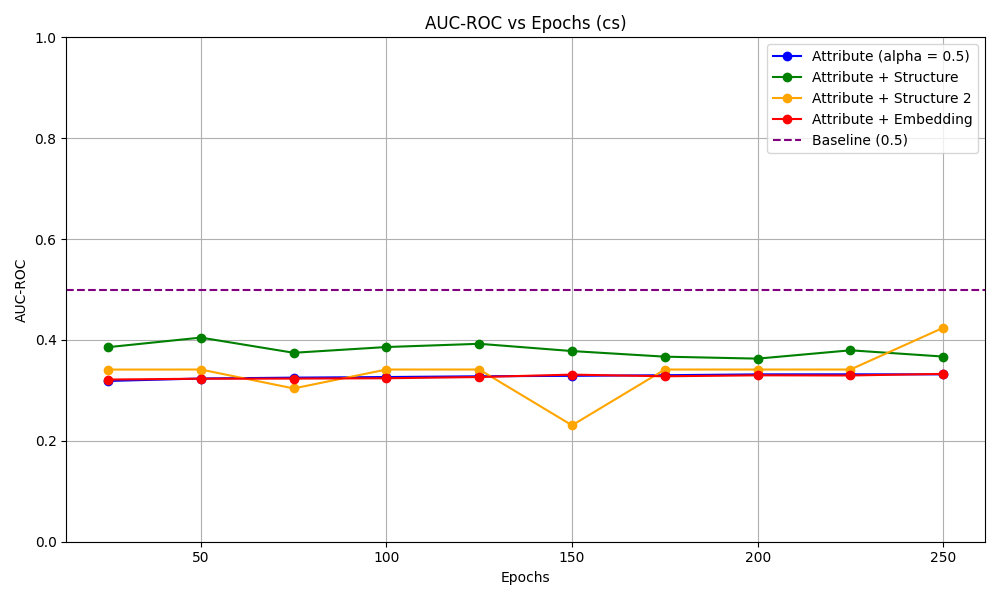 AUC-ROC vs Epochs (cs)
1.0
0.8
0.6
0.4
0.2
0.0
AUC-ROC
Attribute (alpha = 0.5)
Attribute + Structure
Attribute + Structure 2
Attribute + Embedding
Baseline (0.5)
50
100
150
200
250
Epochs